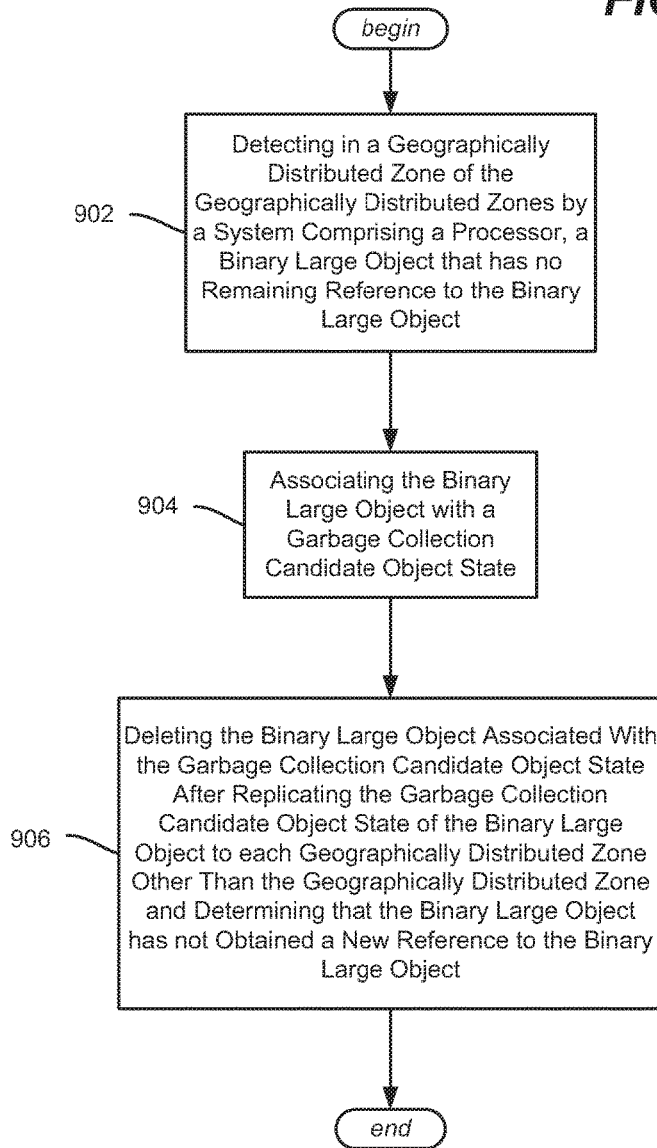 FIG
begin
902
Detecting in a Geographically
Distributed Zone of the
Geographically Distributed Zones by
a System Comprising a Processor, a
Binary Large Object that has no
Remaining Reference to the Binary
Large Object
904
Associating the Binary
Large Object with a
Garbage Collection
Candidate Object State
906
Deleting the Binary Large Object Associated With
the Garbage Collection Candidate Object State
After Replicating the Garbage Collection
Candidate Object State of the Binary Large
Object to each Geographically Distributed Zone
Other Than the Geographically Distributed Zone
and Determining that the Binary Large Object
has not Obtained a New Reference to the Binary
Large Object
end